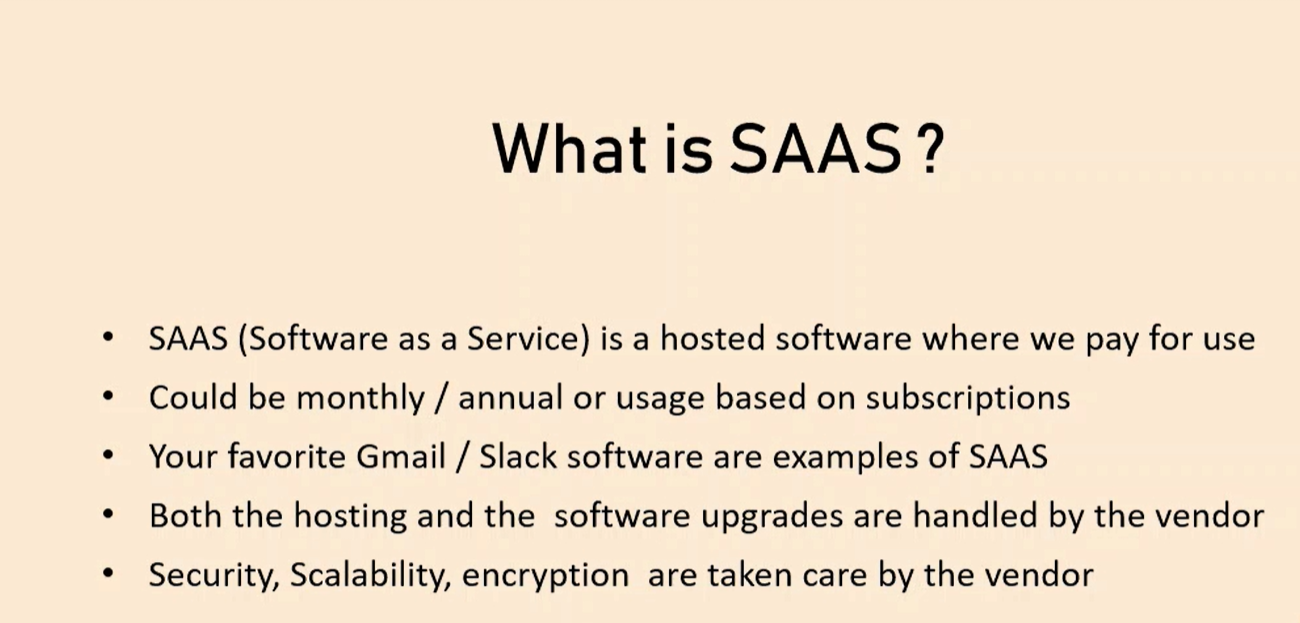 What is SAAS ?
• SAAS (Software as a Service) is a hosted software where we pay for use
• Could be monthly / annual or usage based on subscriptions
• Your favorite Gmail / Slack software are examples of SAAS
• Both the hosting and the  software upgrades are handled by the vendor
• Security, Scalability, encryption  are taken care by the vendor